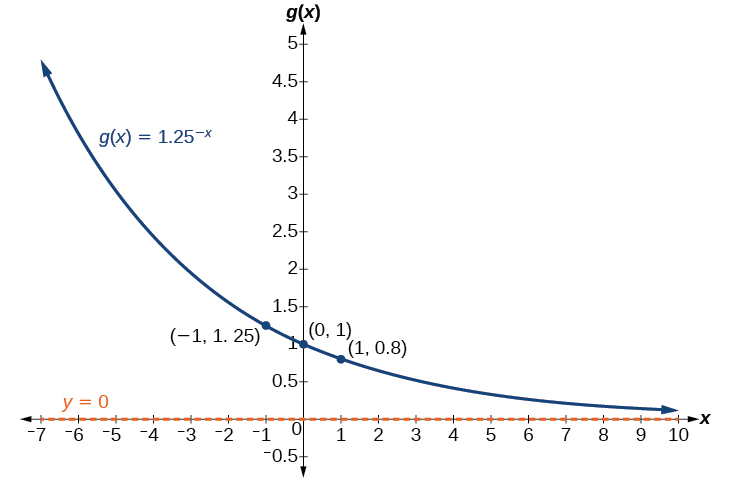 g(x)
5
4.5
g(x) = 1.25⁻ˣ
4
3.5
3
2.5
2
1.5
(−1, 1. 25)
(0, 1)
1
(1, 0.8)
0.5
y = 0
x
−7 −6 −5 −4 −3 −2 −1 0 1 2 3 4 5 6 7 8 9 10
−0.5